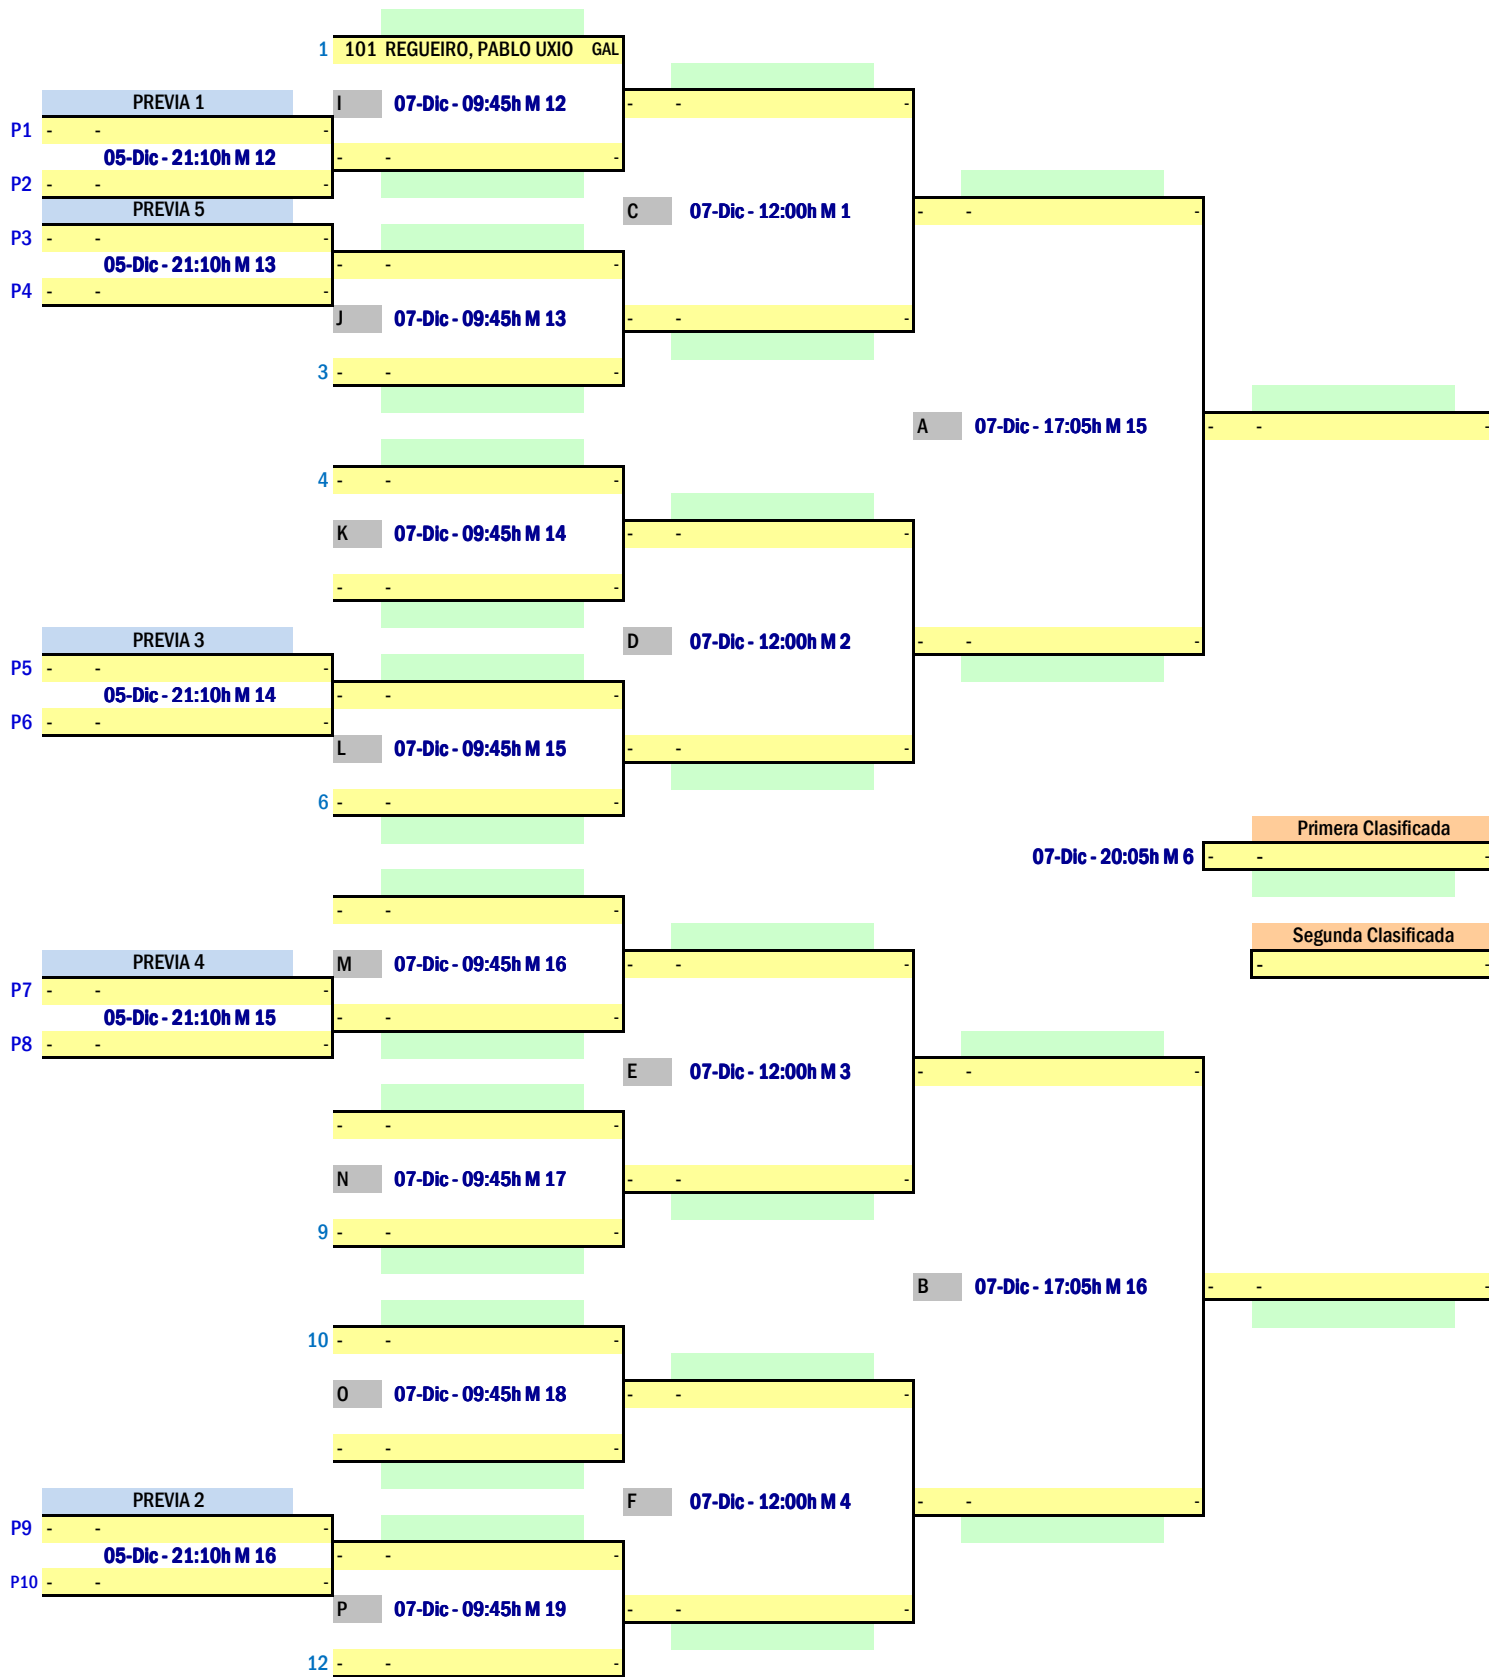 1 101 REGUEIRO, PABLO UXIO GAL
PREVIA 1 I 07-Dic - 09:45h M 12 - - -
P1 - - -
05-Dic - 21:10h M 12 - - -
P2 - - -
PREVIA 5 C 07-Dic - 12:00h M 1 - - -
P3 - - -
05-Dic - 21:10h M 13 - - -
P4 - - -
J 07-Dic - 09:45h M 13 - - -
3 - - -
A 07-Dic - 17:05h M 15 - - -
4 - - -
K 07-Dic - 09:45h M 14 - - -
- - -
PREVIA 3 D 07-Dic - 12:00h M 2 - - -
P5 - - -
05-Dic - 21:10h M 14 - - -
P6 - - -
L 07-Dic - 09:45h M 15 - - -
6 - - -
Primera Clasificada
07-Dic - 20:05h M 6 - - -
- - -
Segunda Clasificada
PREVIA 4 M 07-Dic - 09:45h M 16 - - - - -
P7 - - -
05-Dic - 21:10h M 15 - - -
P8 - - -
E 07-Dic - 12:00h M 3 - - -
- - -
N 07-Dic - 09:45h M 17 - - -
9 - - -
B 07-Dic - 17:05h M 16 - - -
10 - - -
O 07-Dic - 09:45h M 18 - - -
- - -
PREVIA 2 F 07-Dic - 12:00h M 4 - - -
P9 - - -
05-Dic - 21:10h M 16 - - -
P10 - - -
P 07-Dic - 09:45h M 19 - - -
12 - - -